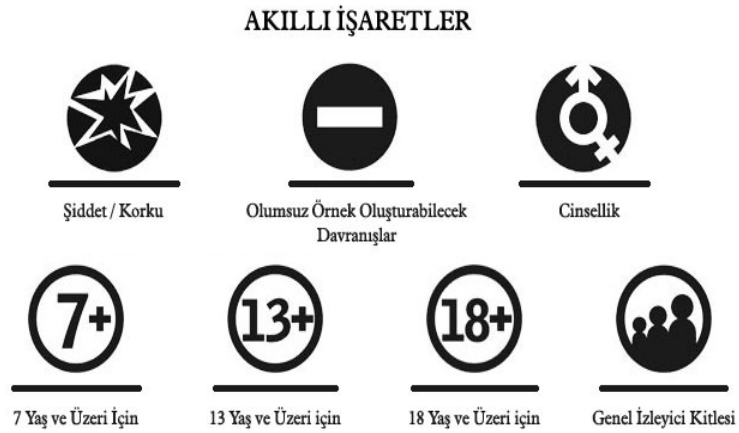 AKILLI İŞARETLER
Şiddet / Korku
Olumsuz Örnek Oluşturabilecek
Davranışlar
Cinsellik
7+
13+
18+
7 Yaş ve Üzeri İçin
13 Yaş ve Üzeri için
18 Yaş ve Üzeri için
Genel İzleyici Kitlesi